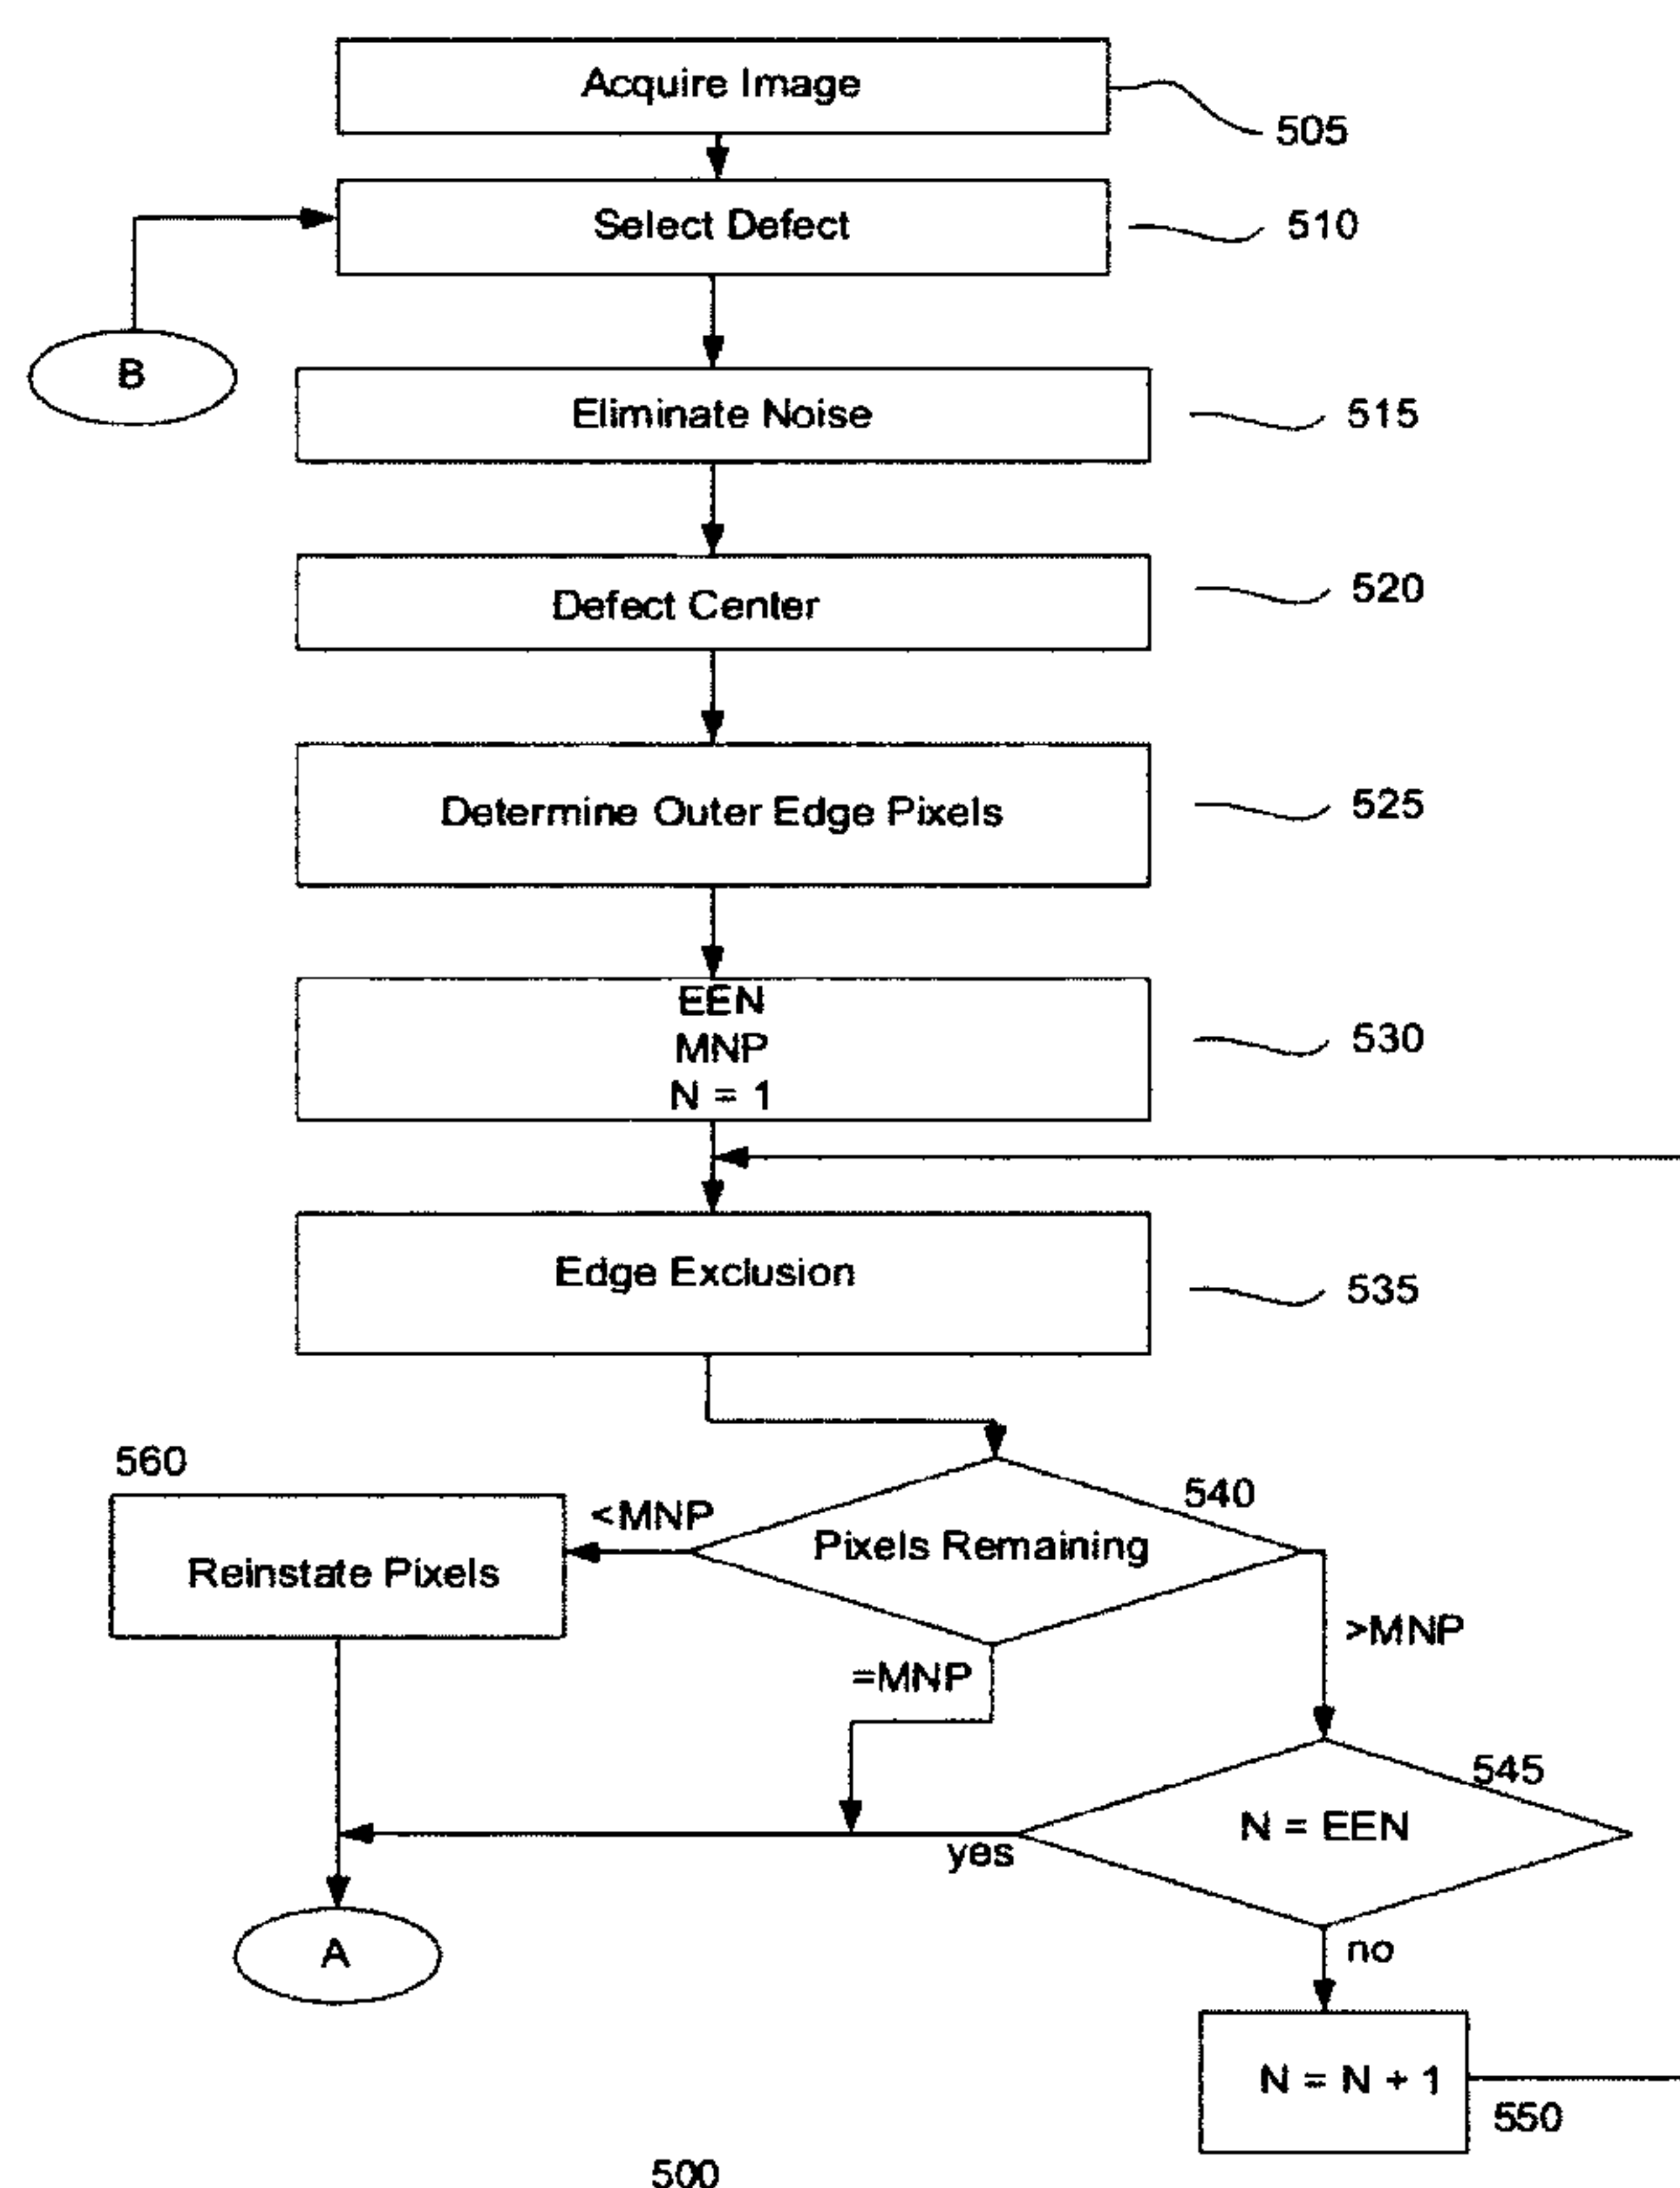 Acquire Image
505
Select Defect
510
B
Eliminate Noise
515
Defect Center
520
Determine Outer Edge Pixels
525
EEN
MNP
N = 1
530
Edge Exclusion
535
560
<MNP
540
Pixels Remaining
Reinstate Pixels
>MNP
=MNP
545
N = EEN
yes
A
no
N = N + 1
550
500